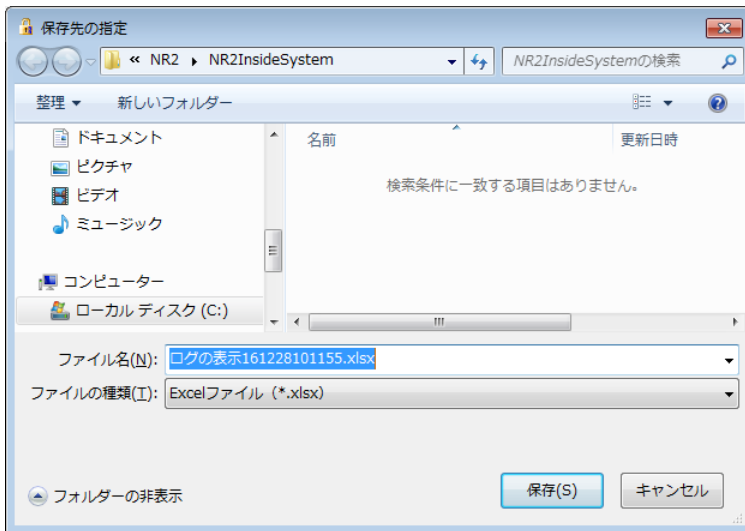 保存先の指定
« NR2 ▸ NR2InsideSystem
NR2InsideSystemの検索
整理 ▼ 新しいフォルダー
ドキュメント
ピクチャ
ビデオ
ミュージック
コンピューター
ローカル ディスク (C:)
名前 更新日時
検索条件に一致する項目はありません。
ファイル名(N): ログの表示161228101155.xlsx
ファイルの種類(T): Excelファイル (*.xlsx)
フォルダーの非表示
保存(S) キャンセル